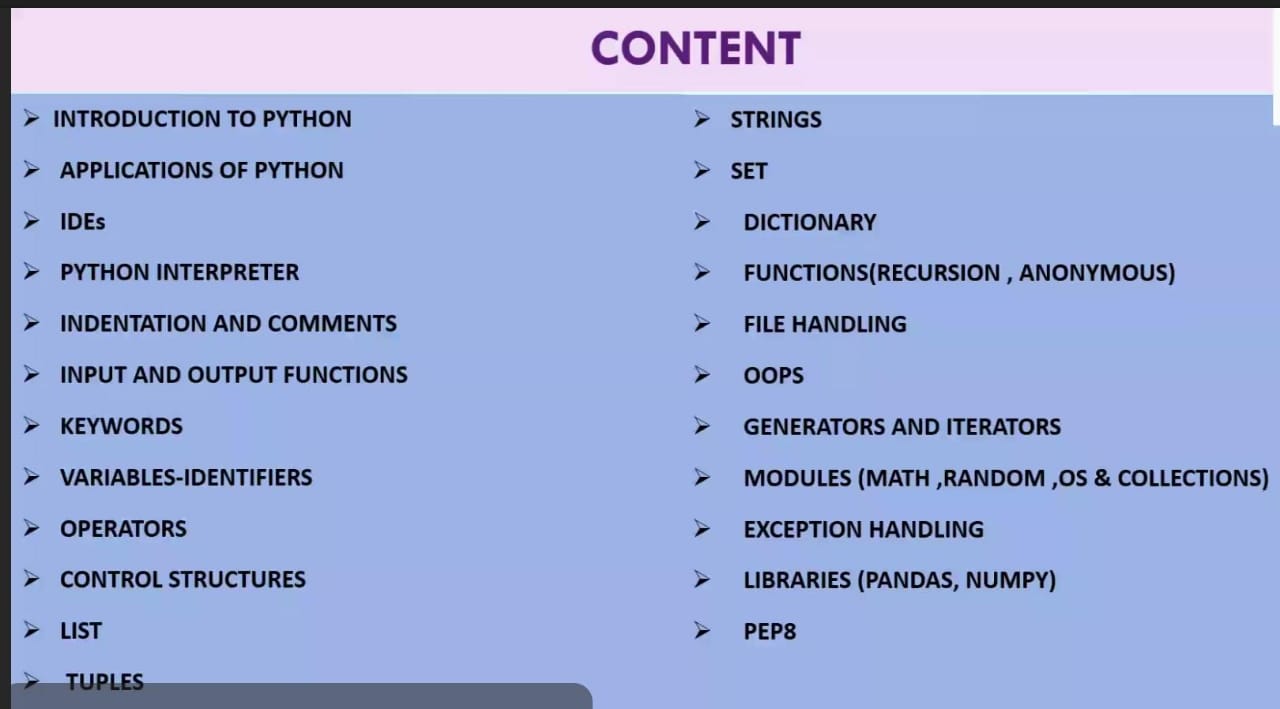 CONTENT
INTRODUCTION TO PYTHON
APPLICATIONS OF PYTHON
IDEs
PYTHON INTERPRETER
INDENTATION AND COMMENTS
INPUT AND OUTPUT FUNCTIONS
KEYWORDS
VARIABLES-IDENTIFIERS
OPERATORS
CONTROL STRUCTURES
LIST
TUPLES
STRINGS
SET
DICTIONARY
FUNCTIONS(RECURSION , ANONYMOUS)
FILE HANDLING
OOPS
GENERATORS AND ITERATORS
MODULES (MATH ,RANDOM ,OS & COLLECTIONS)
EXCEPTION HANDLING
LIBRARIES (PANDAS, NUMPY)
PEP8